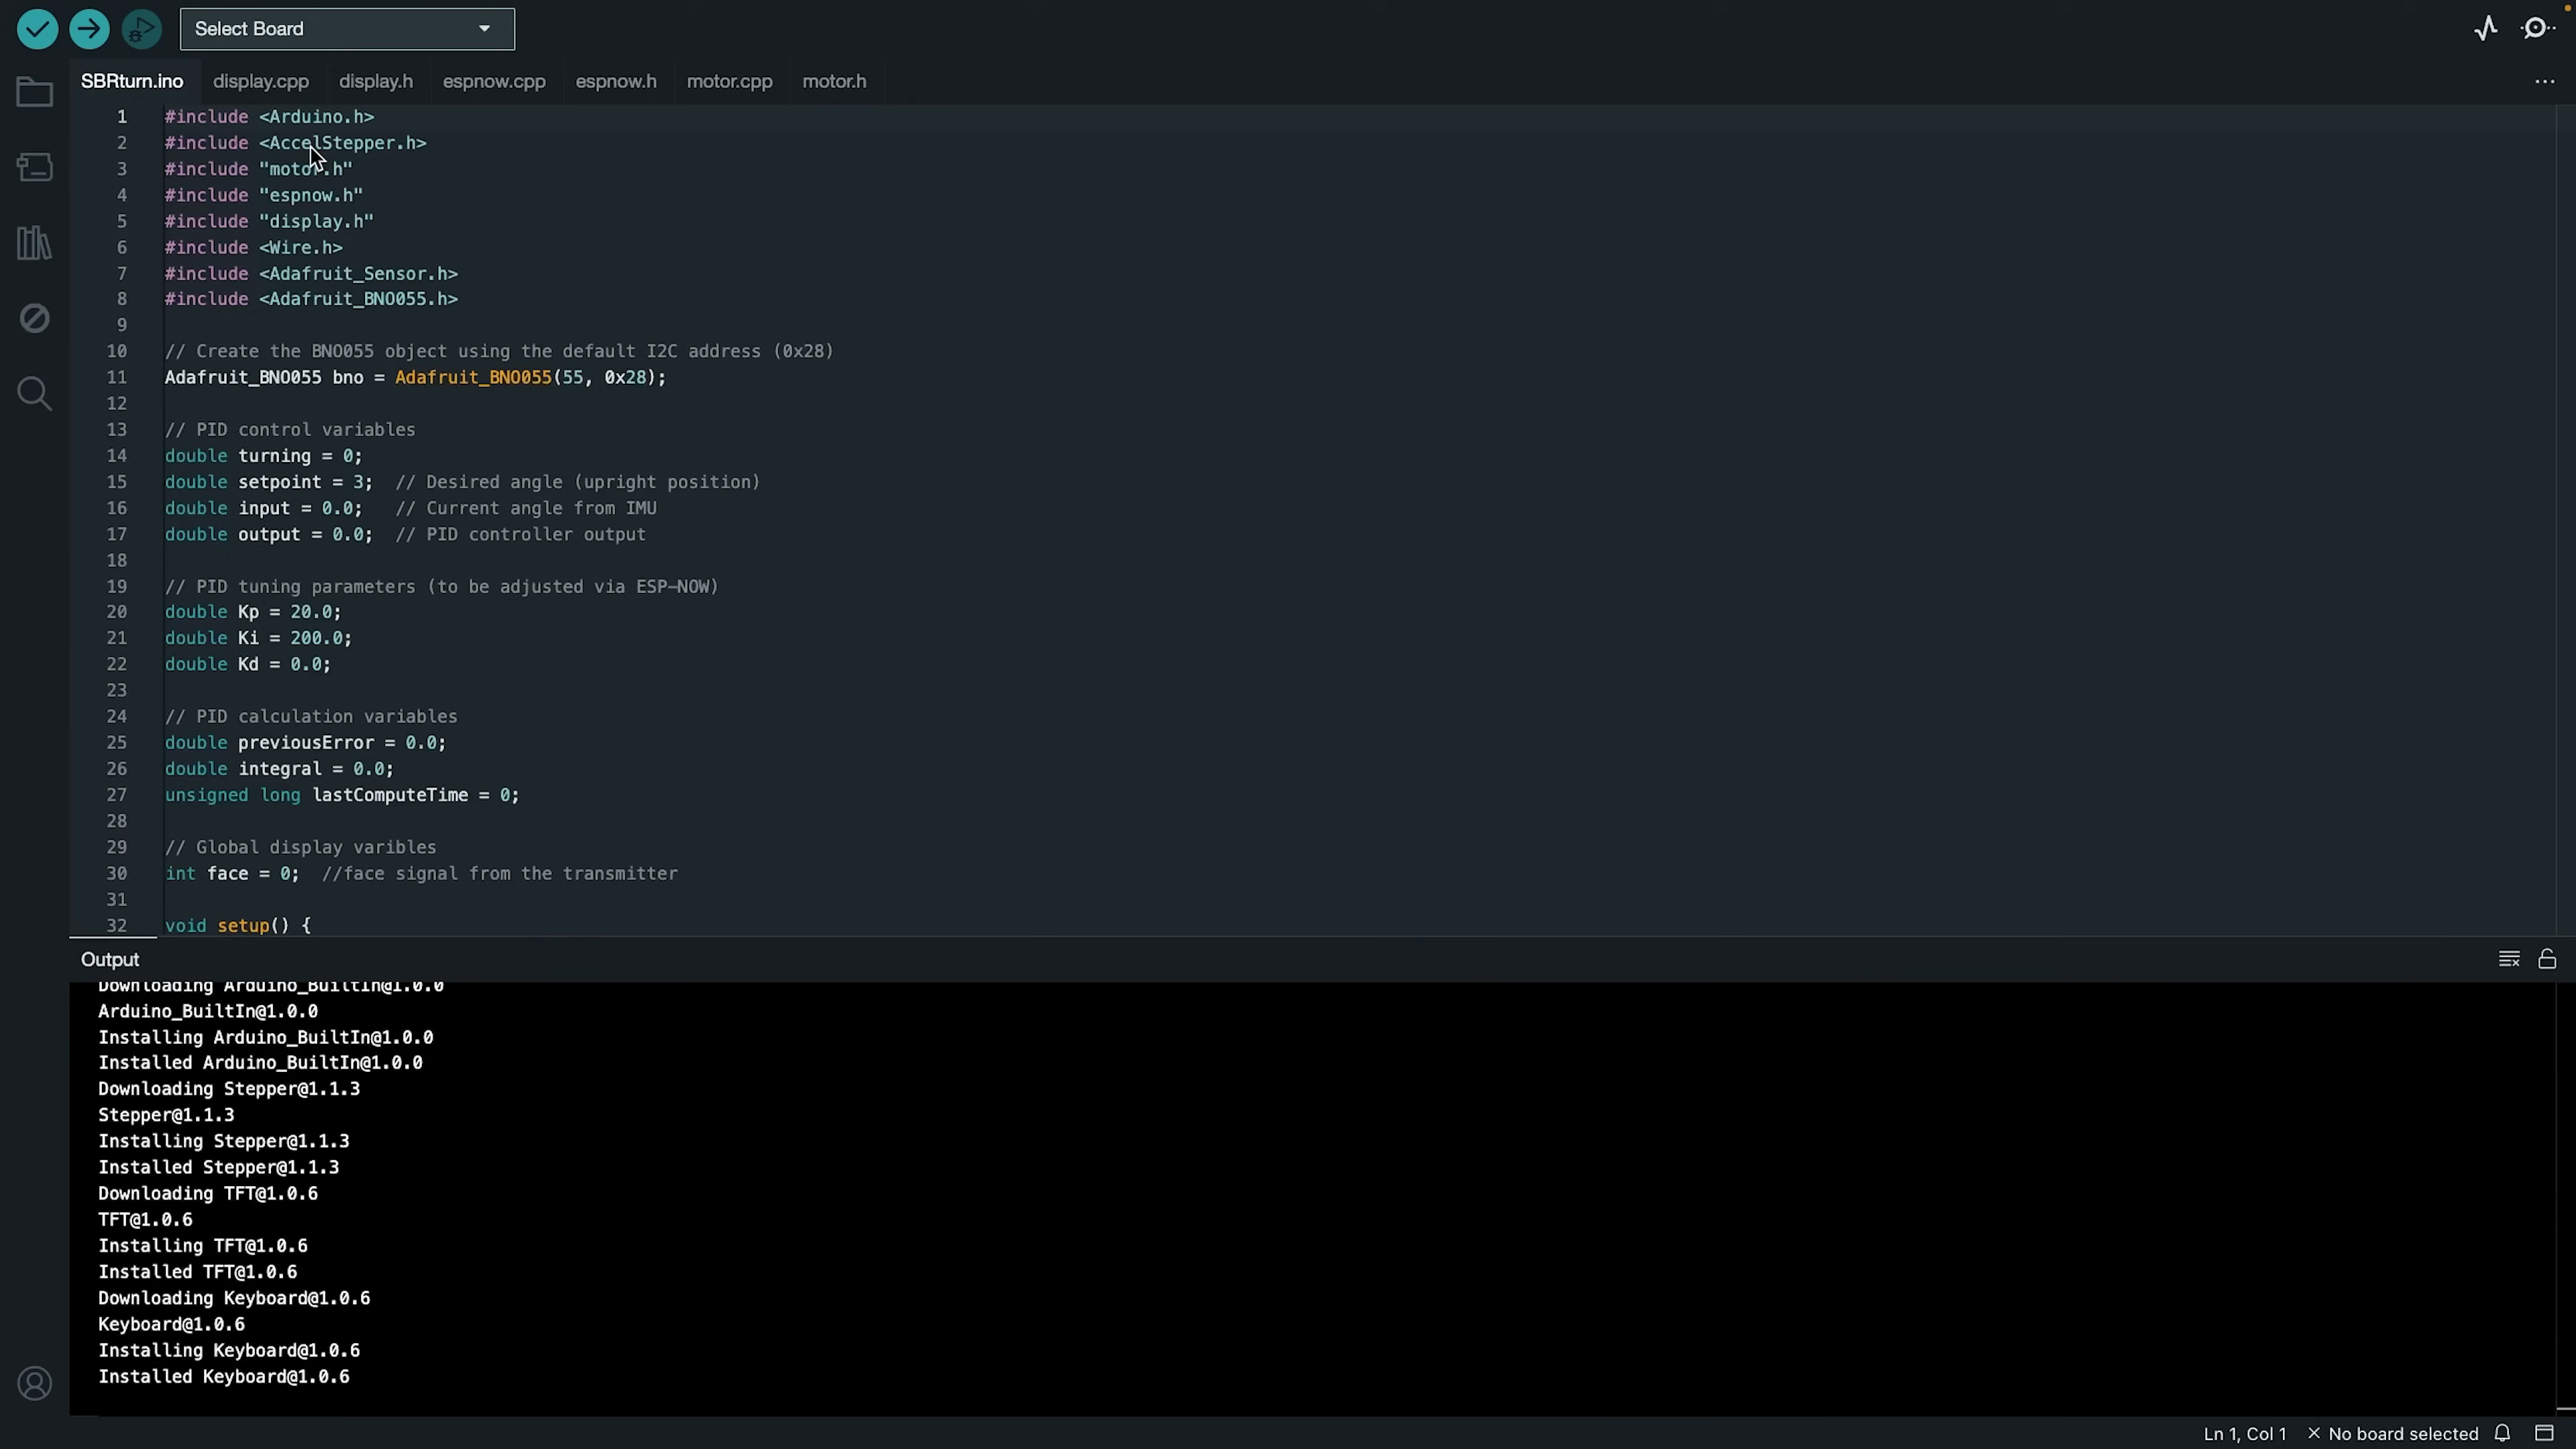 Select Board
SBRturn.ino display.cpp display.h espnow.cpp espnow.h motor.cpp motor.h
1 #include <Arduino.h>
2 #include <AccelStepper.h>
3 #include "motor.h"
4 #include "espnow.h"
5 #include "display.h"
6 #include <Wire.h>
7 #include <Adafruit_Sensor.h>
8 #include <Adafruit_BNO055.h>
9
10 // Create the BNO055 object using the default I2C address (0x28)
11 Adafruit_BNO055 bno = Adafruit_BNO055(55, 0x28);
12
13 // PID control variables
14 double turning = 0;
15 double setpoint = 3;  // Desired angle (upright position)
16 double input = 0.0;   // Current angle from IMU
17 double output = 0.0;  // PID controller output
18
19 // PID tuning parameters (to be adjusted via ESP-NOW)
20 double Kp = 20.0;
21 double Ki = 200.0;
22 double Kd = 0.0;
23
24 // PID calculation variables
25 double previousError = 0.0;
26 double integral = 0.0;
27 unsigned long lastComputeTime = 0;
28
29 // Global display varibles
30 int face = 0;  //face signal from the transmitter
31
32 void setup() {
Output
Downloading Arduino_BuiltIn@1.0.0
Arduino_BuiltIn@1.0.0
Installing Arduino_BuiltIn@1.0.0
Installed Arduino_BuiltIn@1.0.0
Downloading Stepper@1.1.3
Stepper@1.1.3
Installing Stepper@1.1.3
Installed Stepper@1.1.3
Downloading TFT@1.0.6
TFT@1.0.6
Installing TFT@1.0.6
Installed TFT@1.0.6
Downloading Keyboard@1.0.6
Keyboard@1.0.6
Installing Keyboard@1.0.6
Installed Keyboard@1.0.6
Ln 1, Col 1 × No board selected